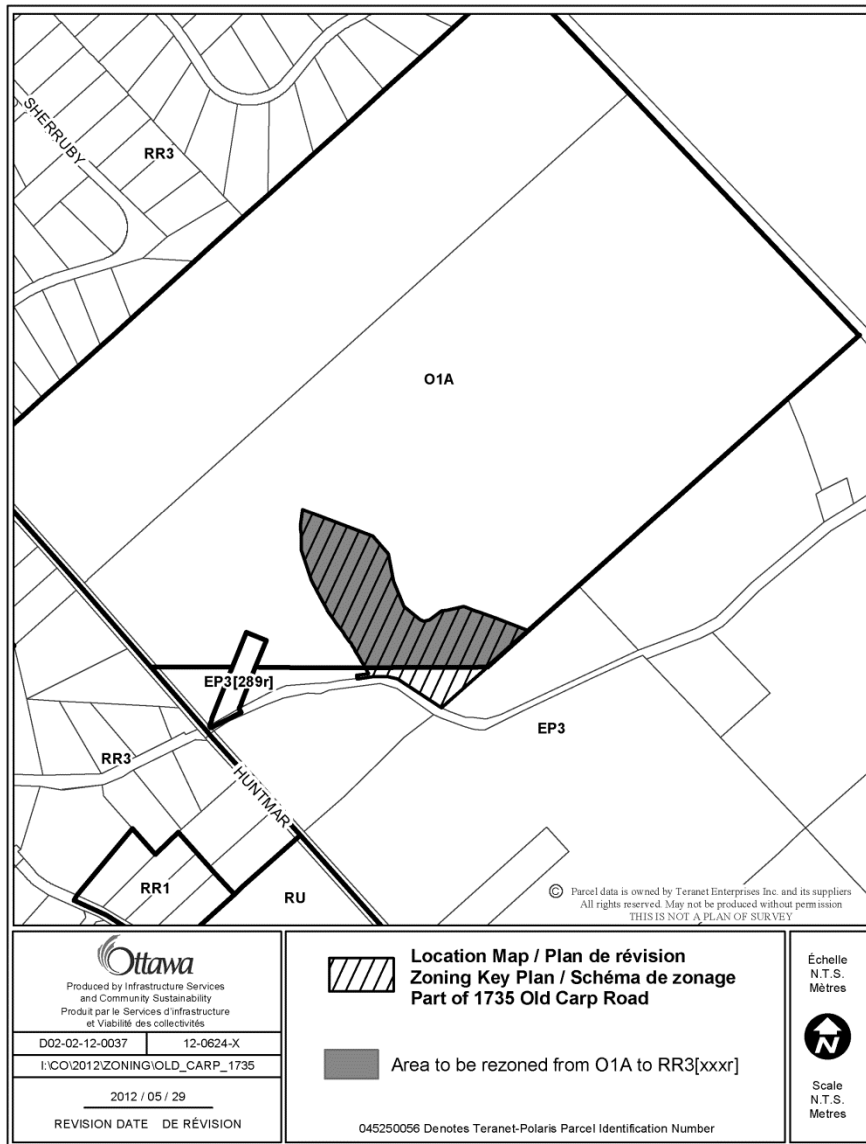 SHERRUBY
RR3
O1A
EP3[289r]
EP3
RR3
HUNTMAR
RR1
RU
© Parcel data is owned by Teranet Enterprises Inc. and its suppliers
All rights reserved. May not be produced without permission
THIS IS NOT A PLAN OF SURVEY
Ottawa
Produced by Infrastructure Services
and Community Sustainability
Produit par le Services d'infrastructure
et Viabilité des collectivités
D02-02-12-0037 12-0624-X
I:\CO\2012\ZONING\OLD_CARP_1735
2012 / 05 / 29
REVISION DATE DE RÉVISION
Location Map / Plan de révision
Zoning Key Plan / Schéma de zonage
Part of 1735 Old Carp Road
Area to be rezoned from O1A to RR3[xxxr]
045250056 Denotes Teranet-Polaris Parcel Identification Number
Échelle
N.T.S.
Mètres
N
Scale
N.T.S.
Metres